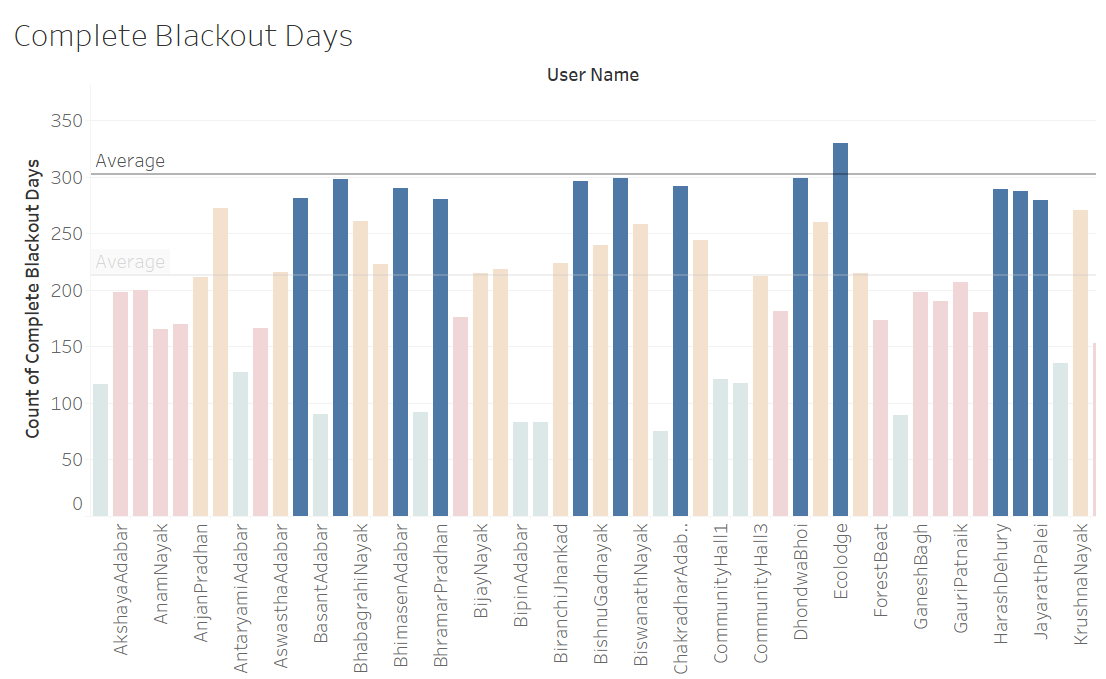 Complete Blackout Days
User Name
Count of Complete Blackout Days
350
300
250
200
150
100
50
0
Average
Average
AkshayaAdabar
AnamNayak
AnjanPradhan
AntaryamiAdabar
AswasthaAdabar
BasantAdabar
BhabagrahiNayak
BhimasenAdabar
BhramarPradhan
BijayNayak
BipinAdabar
BiranchiJhankad
BishnuGadnayak
BiswanathNayak
ChakradharAdab..
CommunityHall1
CommunityHall3
DhondwaBhoi
Ecolodge
ForestBeat
GaneshBagh
GauriPatnaik
HarashDehury
JayarathPalei
KrushnaNayak